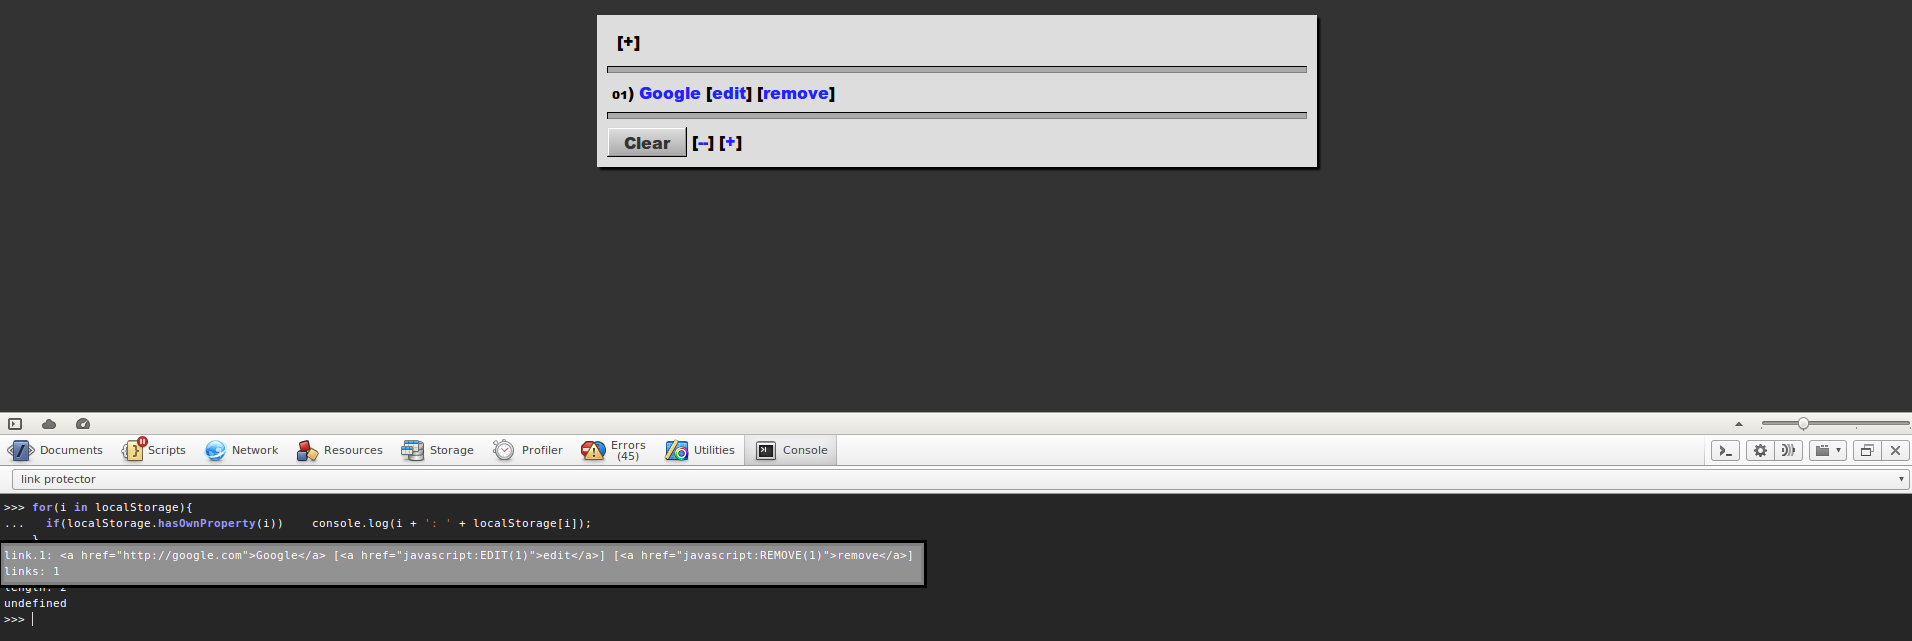 [+]
01) Google [edit] [remove]
Clear [--] [+]
Documents Scripts Network Resources Storage Profiler Errors (45) Utilities Console
link protector
>>> for(i in localStorage){
...   if(localStorage.hasOwnProperty(i))    console.log(i + ': ' + localStorage[i]);
}
link.1: <a href="http://google.com">Google</a> [<a href="javascript:EDIT(1)">edit</a>] [<a href="javascript:REMOVE(1)">remove</a>]
links: 1
length: 2
undefined
>>>